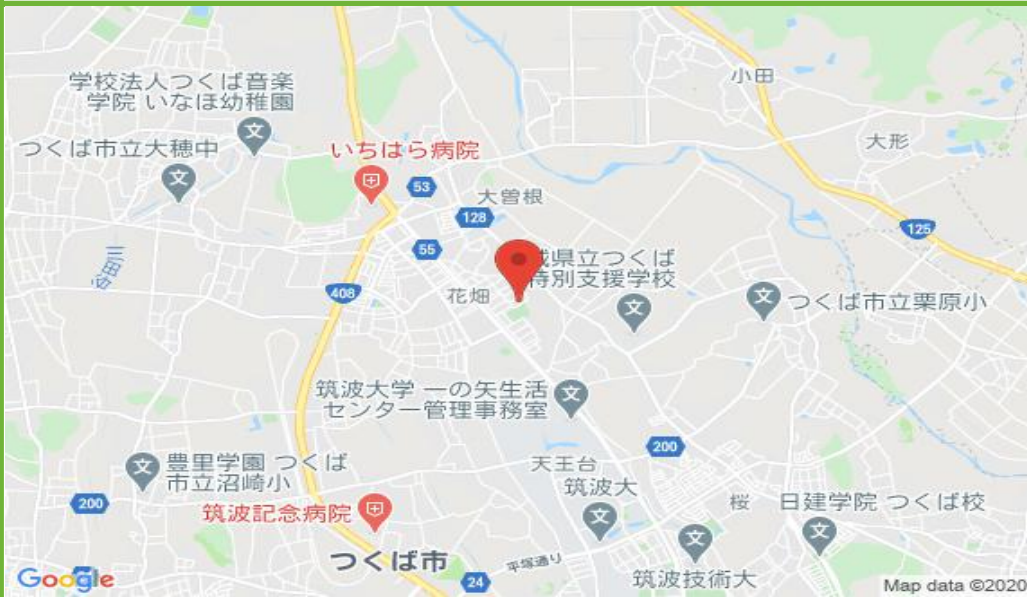 小田
学校法人つくば音楽
学院 いなほ幼稚園
大形
つくば市立大穂中
いちはら病院
53
大曽根
128
125
55
城県立つくば
特別支援学校
谷田川
408
花畑
つくば市立栗原小
筑波大学 一の矢生活
センター管理事務室
200
豊里学園 つくば
市立沼崎小
天王台
筑波大
200
桜
日建学院 つくば校
筑波記念病院
つくば市
平塚通り
24
筑波技術大
Google
Map data ©2020